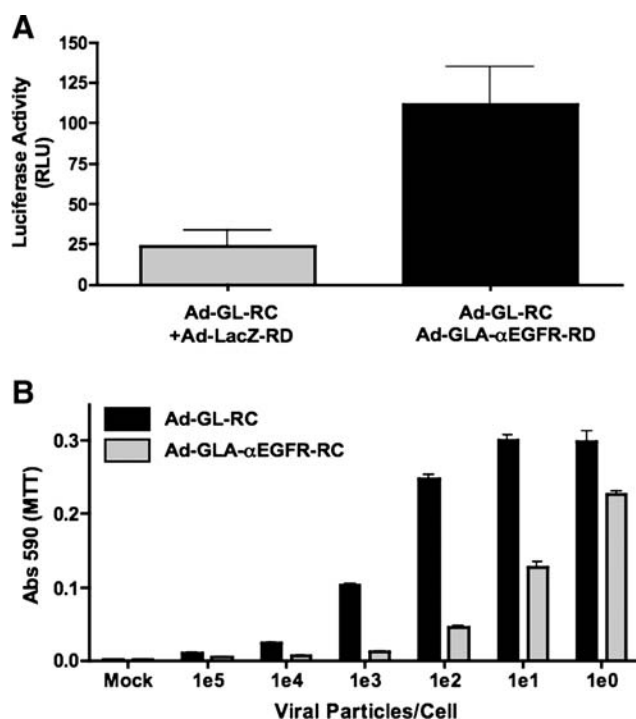 A
Luciferase Activity
(RLU)
150
125
100
75
50
25
0
Ad-GL-RC
+Ad-LacZ-RD
Ad-GL-RC
Ad-GLA-αEGFR-RD
B
Ad-GL-RC
Ad-GLA-αEGFR-RC
Abs 590 (MTT)
0.3
0.2
0.1
0.0
Mock 1e5 1e4 1e3 1e2 1e1 1e0
Viral Particles/Cell